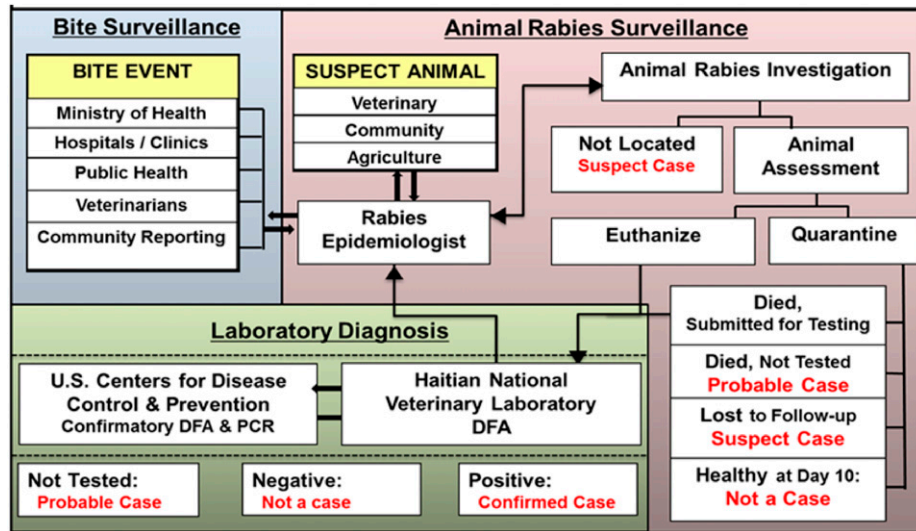 Bite Surveillance
BITE EVENT
Ministry of Health
Hospitals / Clinics
Public Health
Veterinarians
Community Reporting
Animal Rabies Surveillance
SUSPECT ANIMAL
Veterinary
Community
Agriculture
Rabies
Epidemiologist
Animal Rabies Investigation
Not Located
Suspect Case
Animal
Assessment
Euthanize
Quarantine
Died,
Submitted for Testing
Died, Not Tested
Probable Case
Lost to Follow-up
Suspect Case
Healthy at Day 10:
Not a Case
Laboratory Diagnosis
U.S. Centers for Disease
Control & Prevention
Confirmatory DFA & PCR
Haitian National
Veterinary Laboratory
DFA
Not Tested:
Probable Case
Negative:
Not a case
Positive:
Confirmed Case